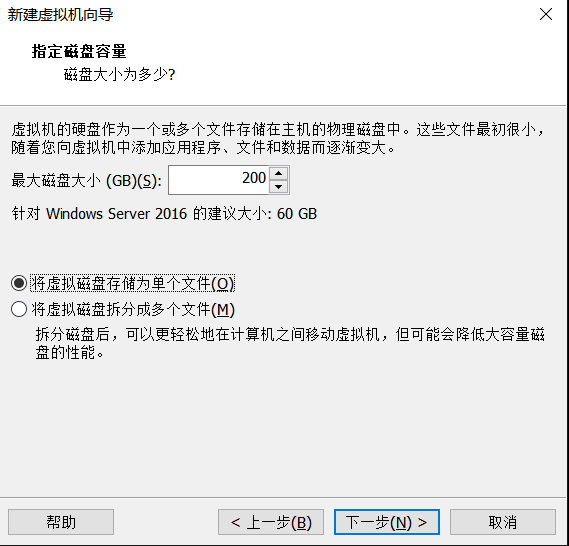 新建虚拟机向导
指定磁盘容量
磁盘大小为多少?
虚拟机的硬盘作为一个或多个文件存储在主机的物理磁盘中。这些文件最初很小，
随着您向虚拟机中添加应用程序、文件和数据而逐渐变大。
最大磁盘大小 (GB)(S): 200
针对 Windows Server 2016 的建议大小: 60 GB
将虚拟磁盘存储为单个文件(O)
将虚拟磁盘拆分成多个文件(M)
拆分磁盘后，可以更轻松地在计算机之间移动虚拟机，但可能会降低大容量磁
盘的性能。
帮助 < 上一步(B) 下一步(N) > 取消